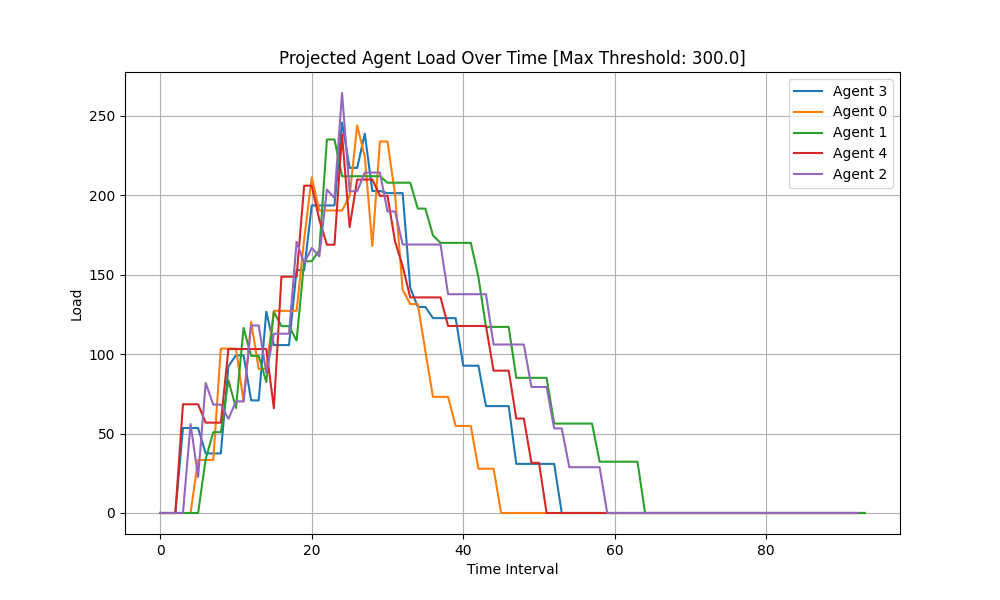 Projected Agent Load Over Time [Max Threshold: 300.0]
Agent 3
Agent 0
Agent 1
Agent 4
Agent 2
Load
250
200
150
100
50
0
0 20 40 60 80
Time Interval